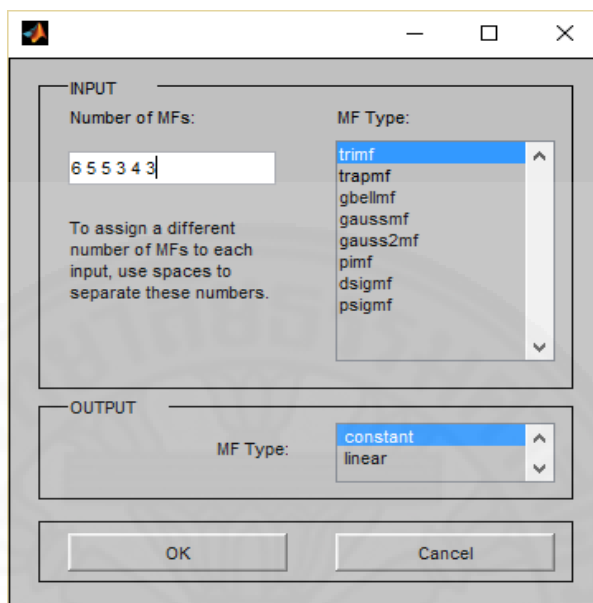 INPUT
Number of MFs:
6 5 5 3 4 3
To assign a different
number of MFs to each
input, use spaces to
separate these numbers.
MF Type:
trimf
trapmf
gbellmf
gaussmf
gauss2mf
pimf
dsigmf
psigmf
OUTPUT
MF Type:
constant
linear
OK
Cancel